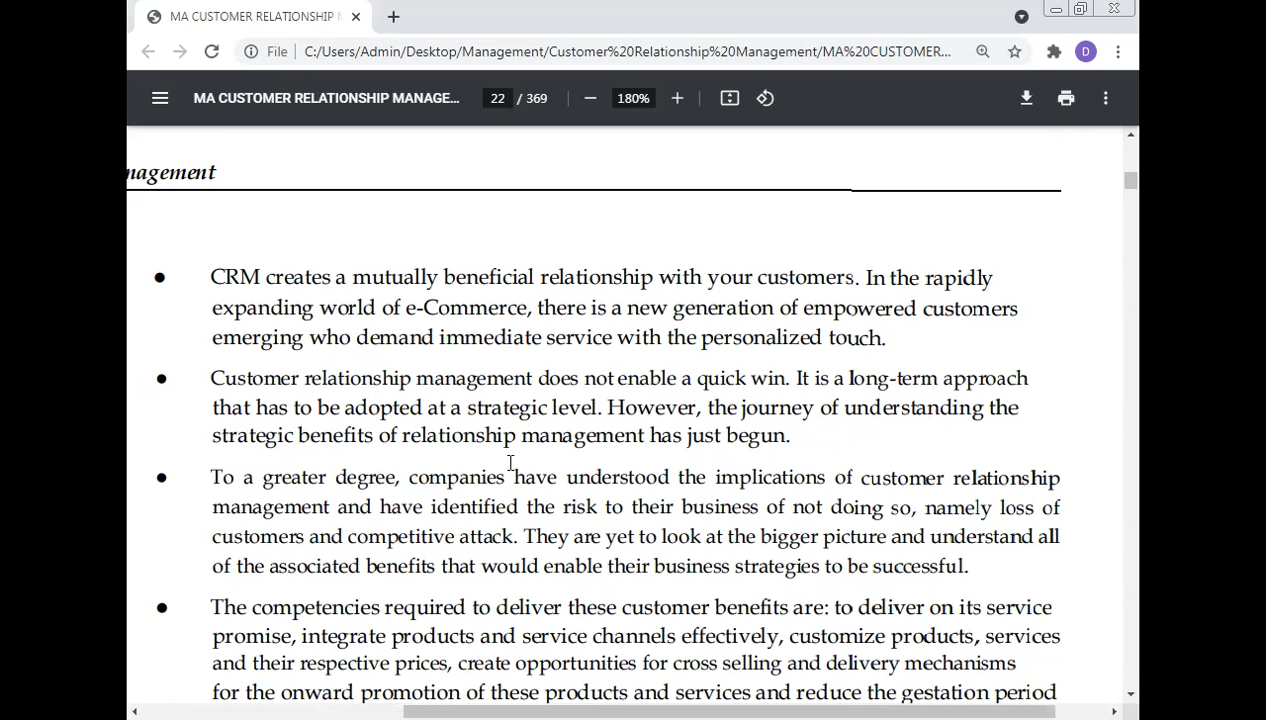 MA CUSTOMER RELATIONSHIP
File C:/Users/Admin/Desktop/Management/Customer%20Relationship%20Management/MA%20CUSTOMER...
D
MA CUSTOMER RELATIONSHIP MANAGE... 22 / 369 180%
nagement
● CRM creates a mutually beneficial relationship with your customers. In the rapidly
expanding world of e-Commerce, there is a new generation of empowered customers
emerging who demand immediate service with the personalized touch.
● Customer relationship management does not enable a quick win. It is a long-term approach
that has to be adopted at a strategic level. However, the journey of understanding the
strategic benefits of relationship management has just begun.
● To a greater degree, companies have understood the implications of customer relationship
management and have identified the risk to their business of not doing so, namely loss of
customers and competitive attack. They are yet to look at the bigger picture and understand all
of the associated benefits that would enable their business strategies to be successful.
● The competencies required to deliver these customer benefits are: to deliver on its service
promise, integrate products and service channels effectively, customize products, services
and their respective prices, create opportunities for cross selling and delivery mechanisms
for the onward promotion of these products and services and reduce the gestation period